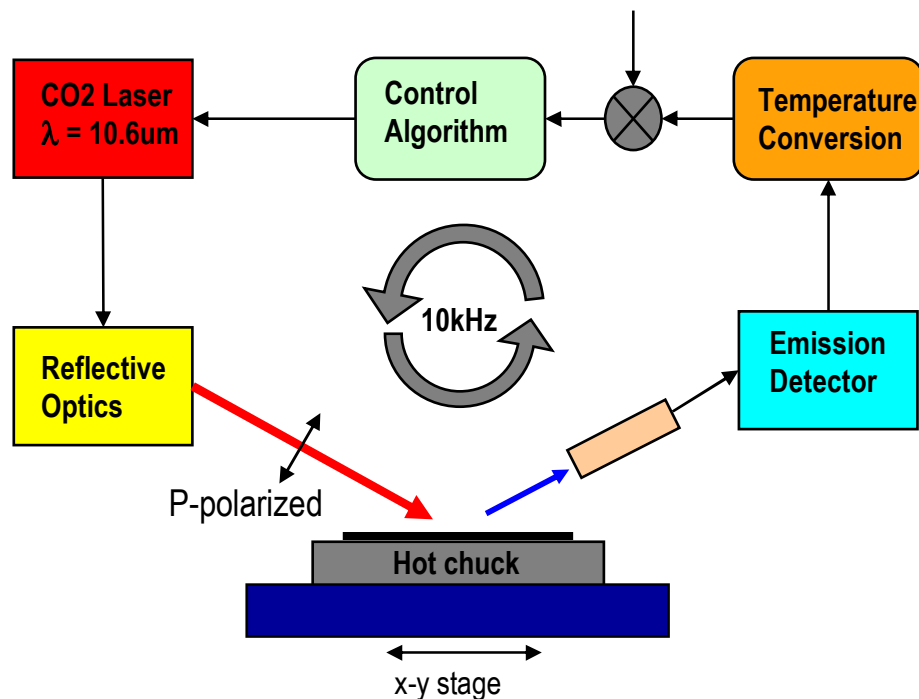 CO2 Laser
λ = 10.6um
Control
Algorithm
Temperature
Conversion
10kHz
Reflective
Optics
Emission
Detector
P-polarized
Hot chuck
x-y stage